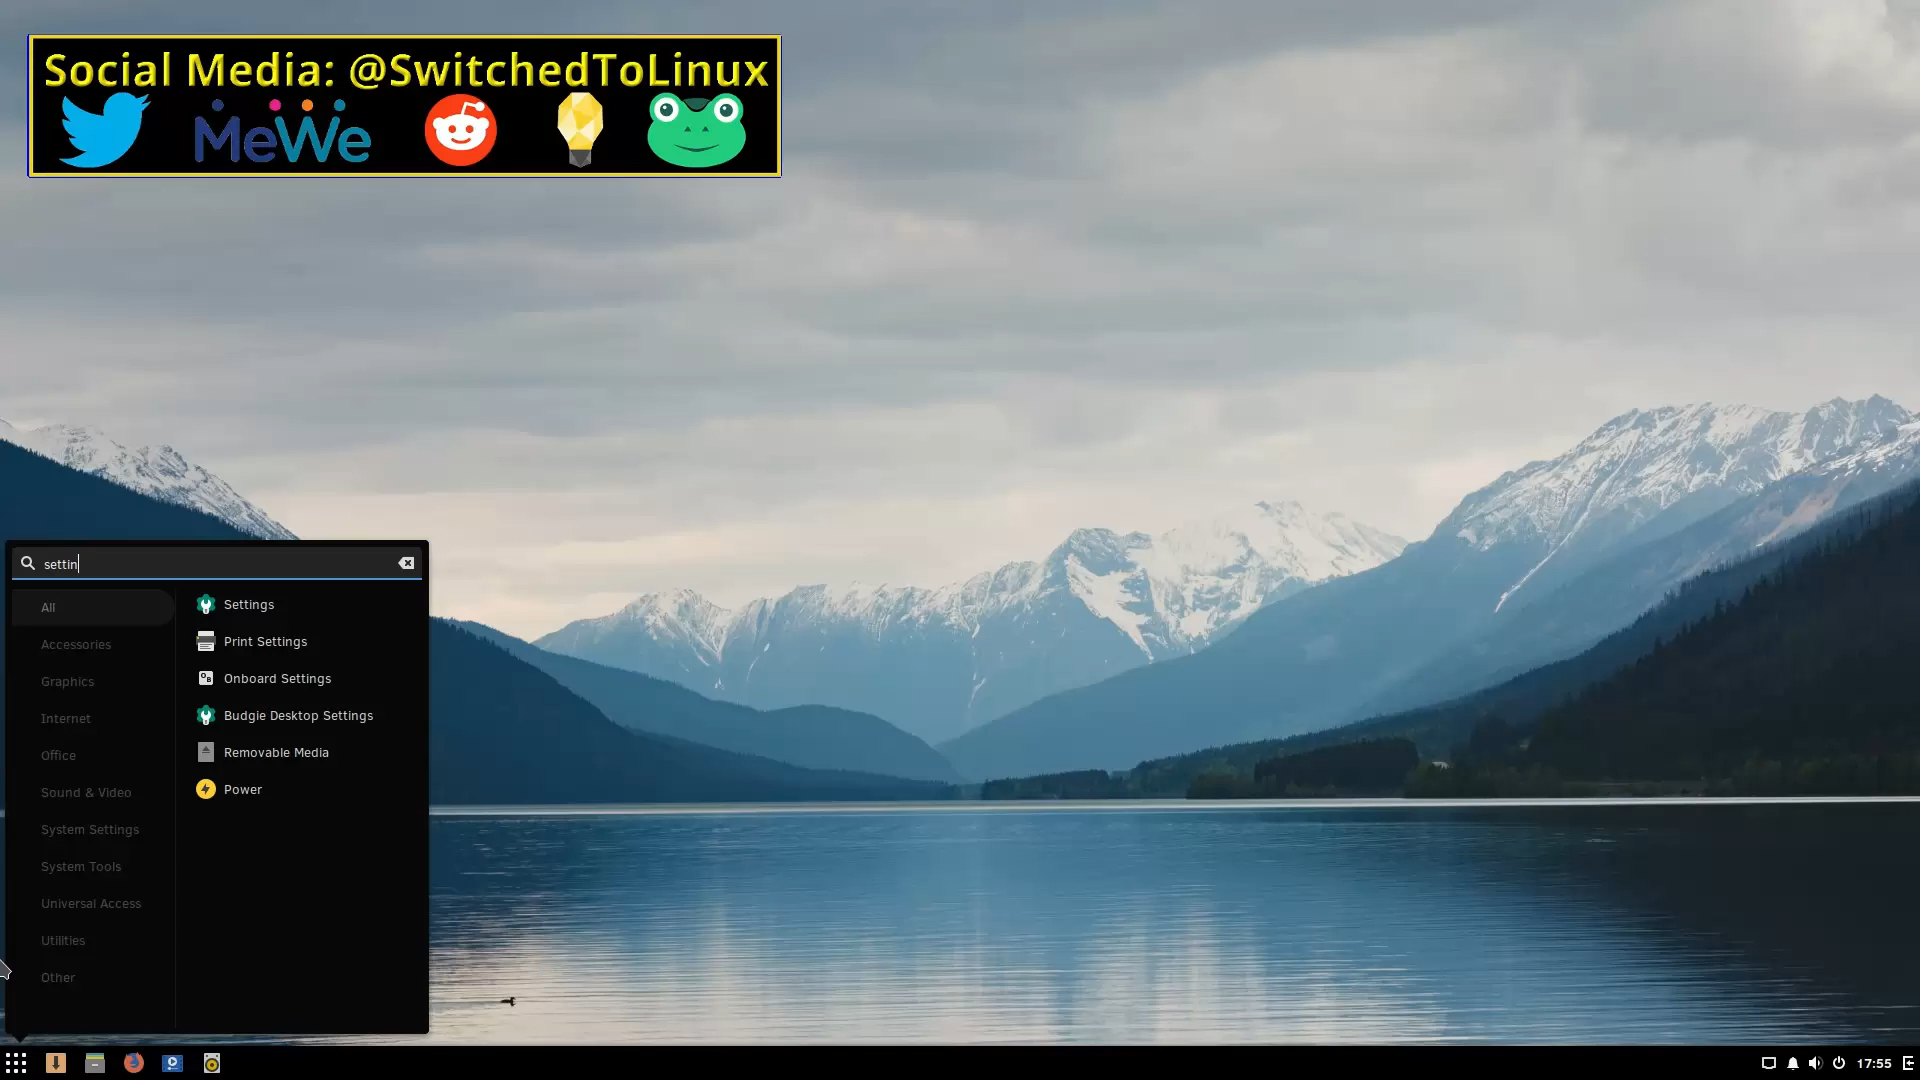 Social Media: @SwitchedToLinux
MeWe
settin
All
Accessories
Graphics
Internet
Office
Sound & Video
System Settings
System Tools
Universal Access
Utilities
Other
Settings
Print Settings
Onboard Settings
Budgie Desktop Settings
Removable Media
Power
17:55